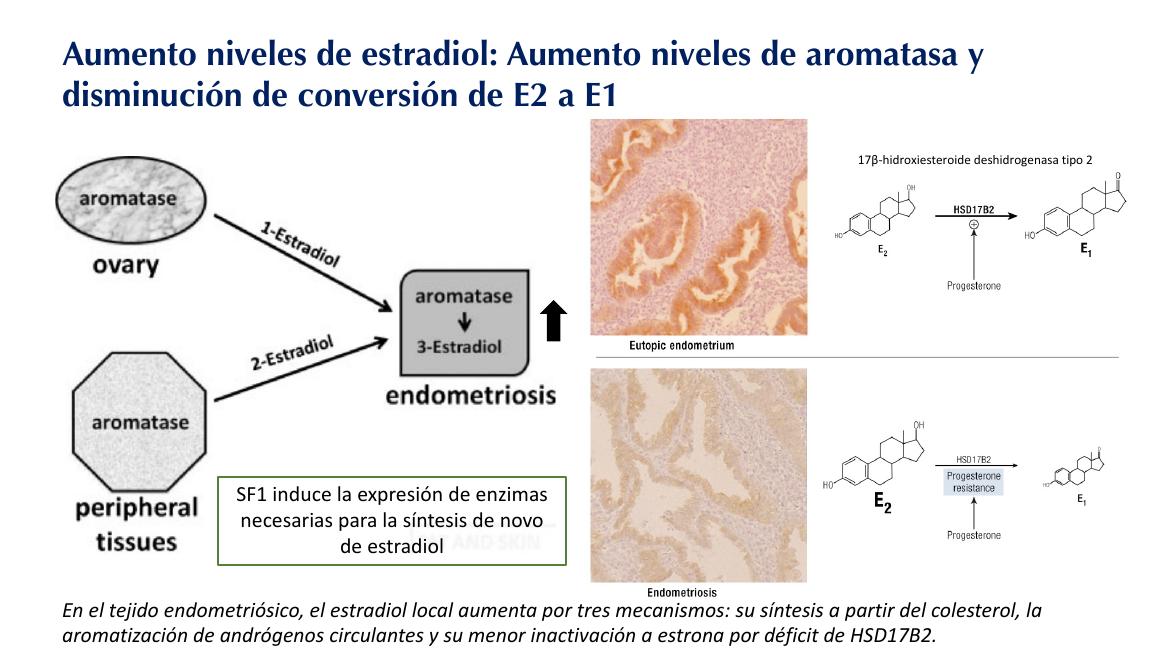 Aumento niveles de estradiol: Aumento niveles de aromatasa y
disminución de conversión de E2 a E1
aromatase
ovary
1-Estradiol
aromatase
3-Estradiol
endometriosis
2-Estradiol
aromatase
peripheral
tissues
SF1 induce la expresión de enzimas
necesarias para la síntesis de novo
de estradiol
AND SKIN
Eutopic endometrium
17β-hidroxiesteroide deshidrogenasa tipo 2
OH
HO
E2
HSD17B2
+
Progesterone
O
HO
E1
Endometriosis
OH
HO
E2
HSD17B2
Progesterone
resistance
Progesterone
O
HO
E1
En el tejido endometriósico, el estradiol local aumenta por tres mecanismos: su síntesis a partir del colesterol, la
aromatización de andrógenos circulantes y su menor inactivación a estrona por déficit de HSD17B2.